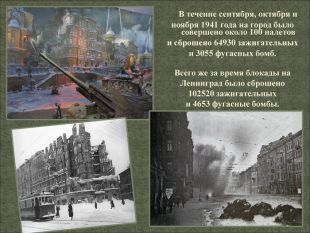 В течение сентября, октября и
ноября 1941 года на город было
совершено около 100 налетов
и сброшено 64930 зажигательных
и 3055 фугасных бомб.
Всего же за время блокады на
Ленинград было сброшено
102520 зажигательных
и 4653 фугасные бомбы.